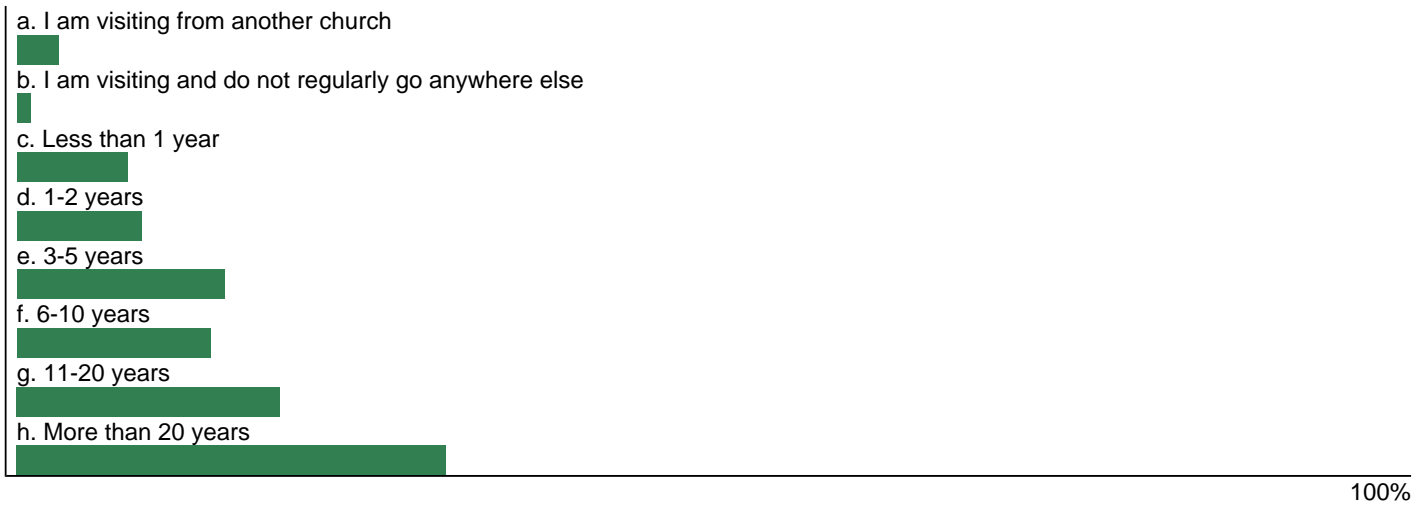 a. I am visiting from another church
b. I am visiting and do not regularly go anywhere else
c. Less than 1 year
d. 1-2 years
e. 3-5 years
f. 6-10 years
g. 11-20 years
h. More than 20 years
100%